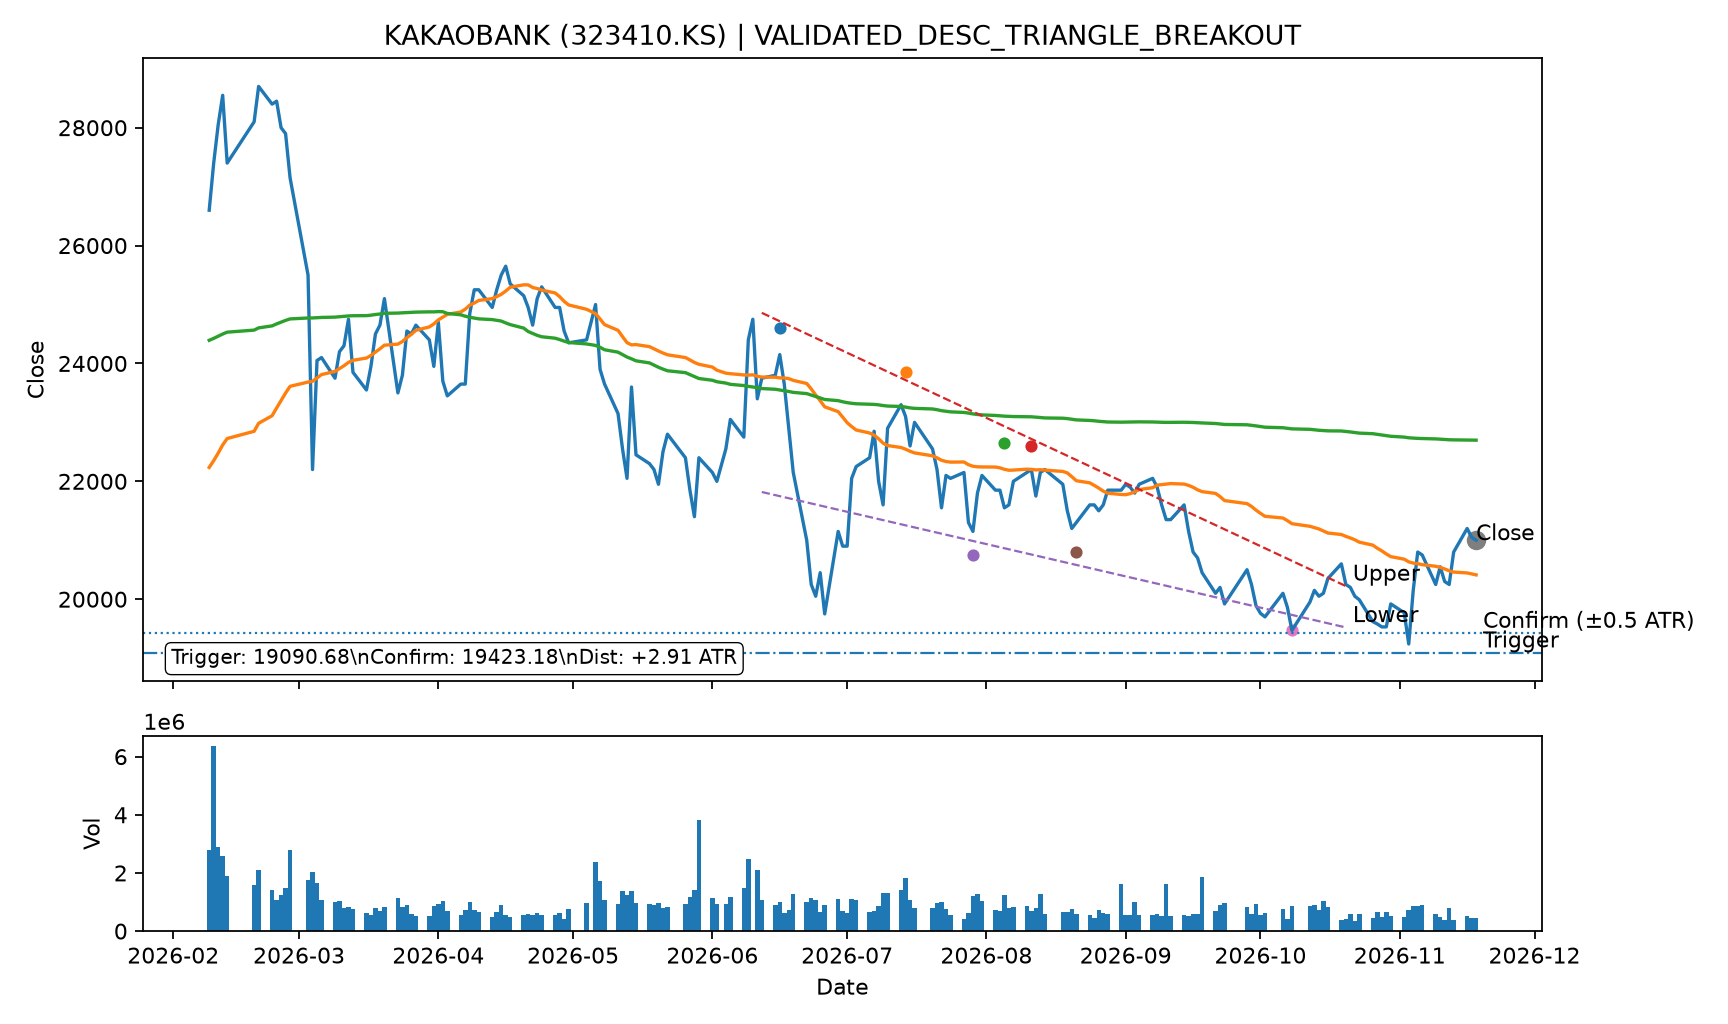 KAKAOBANK (323410.KS) | VALIDATED_DESC_TRIANGLE_BREAKOUT
Close
28000
26000
24000
22000
20000
Close
Upper
Lower
Confirm (±0.5 ATR)
Trigger
Trigger: 19090.68\nConfirm: 19423.18\nDist: +2.91 ATR
1e6
Vol
6
4
2
0
2026-02 2026-03 2026-04 2026-05 2026-06 2026-07 2026-08 2026-09 2026-10 2026-11 2026-12
Date